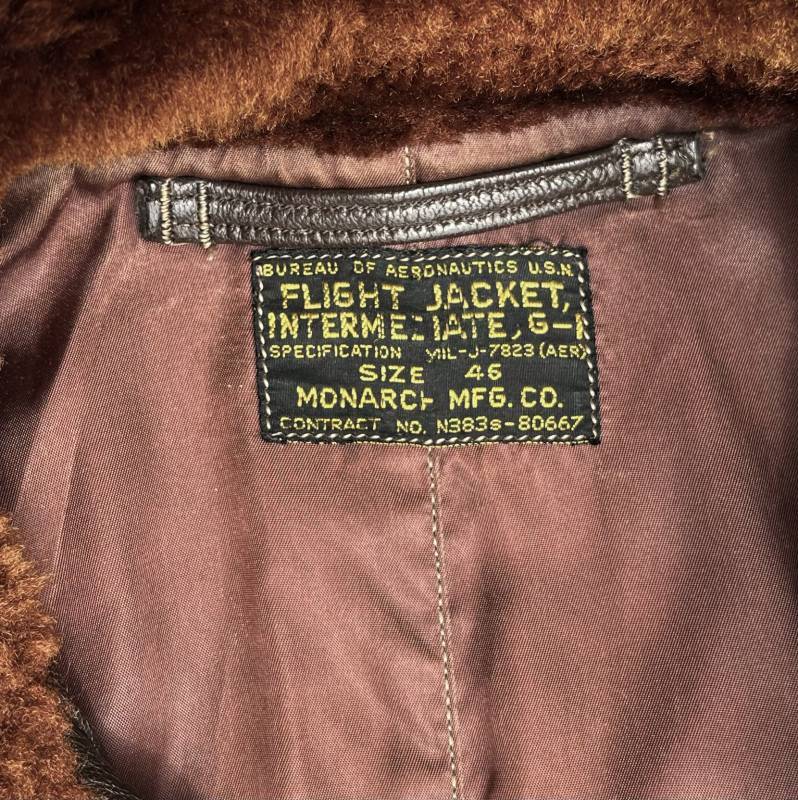 BUREAU OF AERONAUTICS U.S.N.
FLIGHT JACKET,
INTERMEDIATE, G-1
SPECIFICATION MIL-J-7823 (AER)
SIZE 46
MONARCH MFG. CO.
CONTRACT NO. N383s-80667